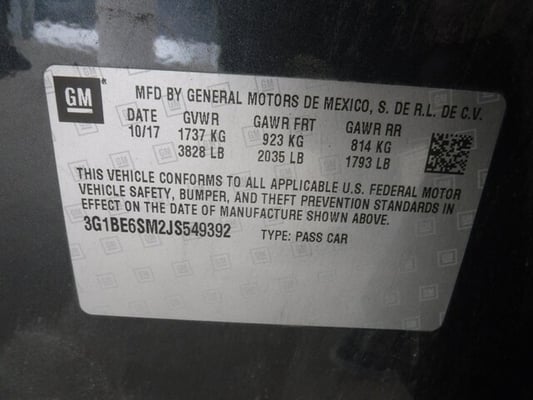 GM
MFD BY GENERAL MOTORS DE MEXICO, S. DE R.L. DE C.V.
DATE GVWR GAWR FRT GAWR RR
10/17 1737 KG 923 KG 814 KG
3828 LB 2035 LB 1793 LB
THIS VEHICLE CONFORMS TO ALL APPLICABLE U.S. FEDERAL MOTOR
VEHICLE SAFETY, BUMPER, AND THEFT PREVENTION STANDARDS IN
EFFECT ON THE DATE OF MANUFACTURE SHOWN ABOVE.
3G1BE6SM2JS549392 TYPE: PASS CAR